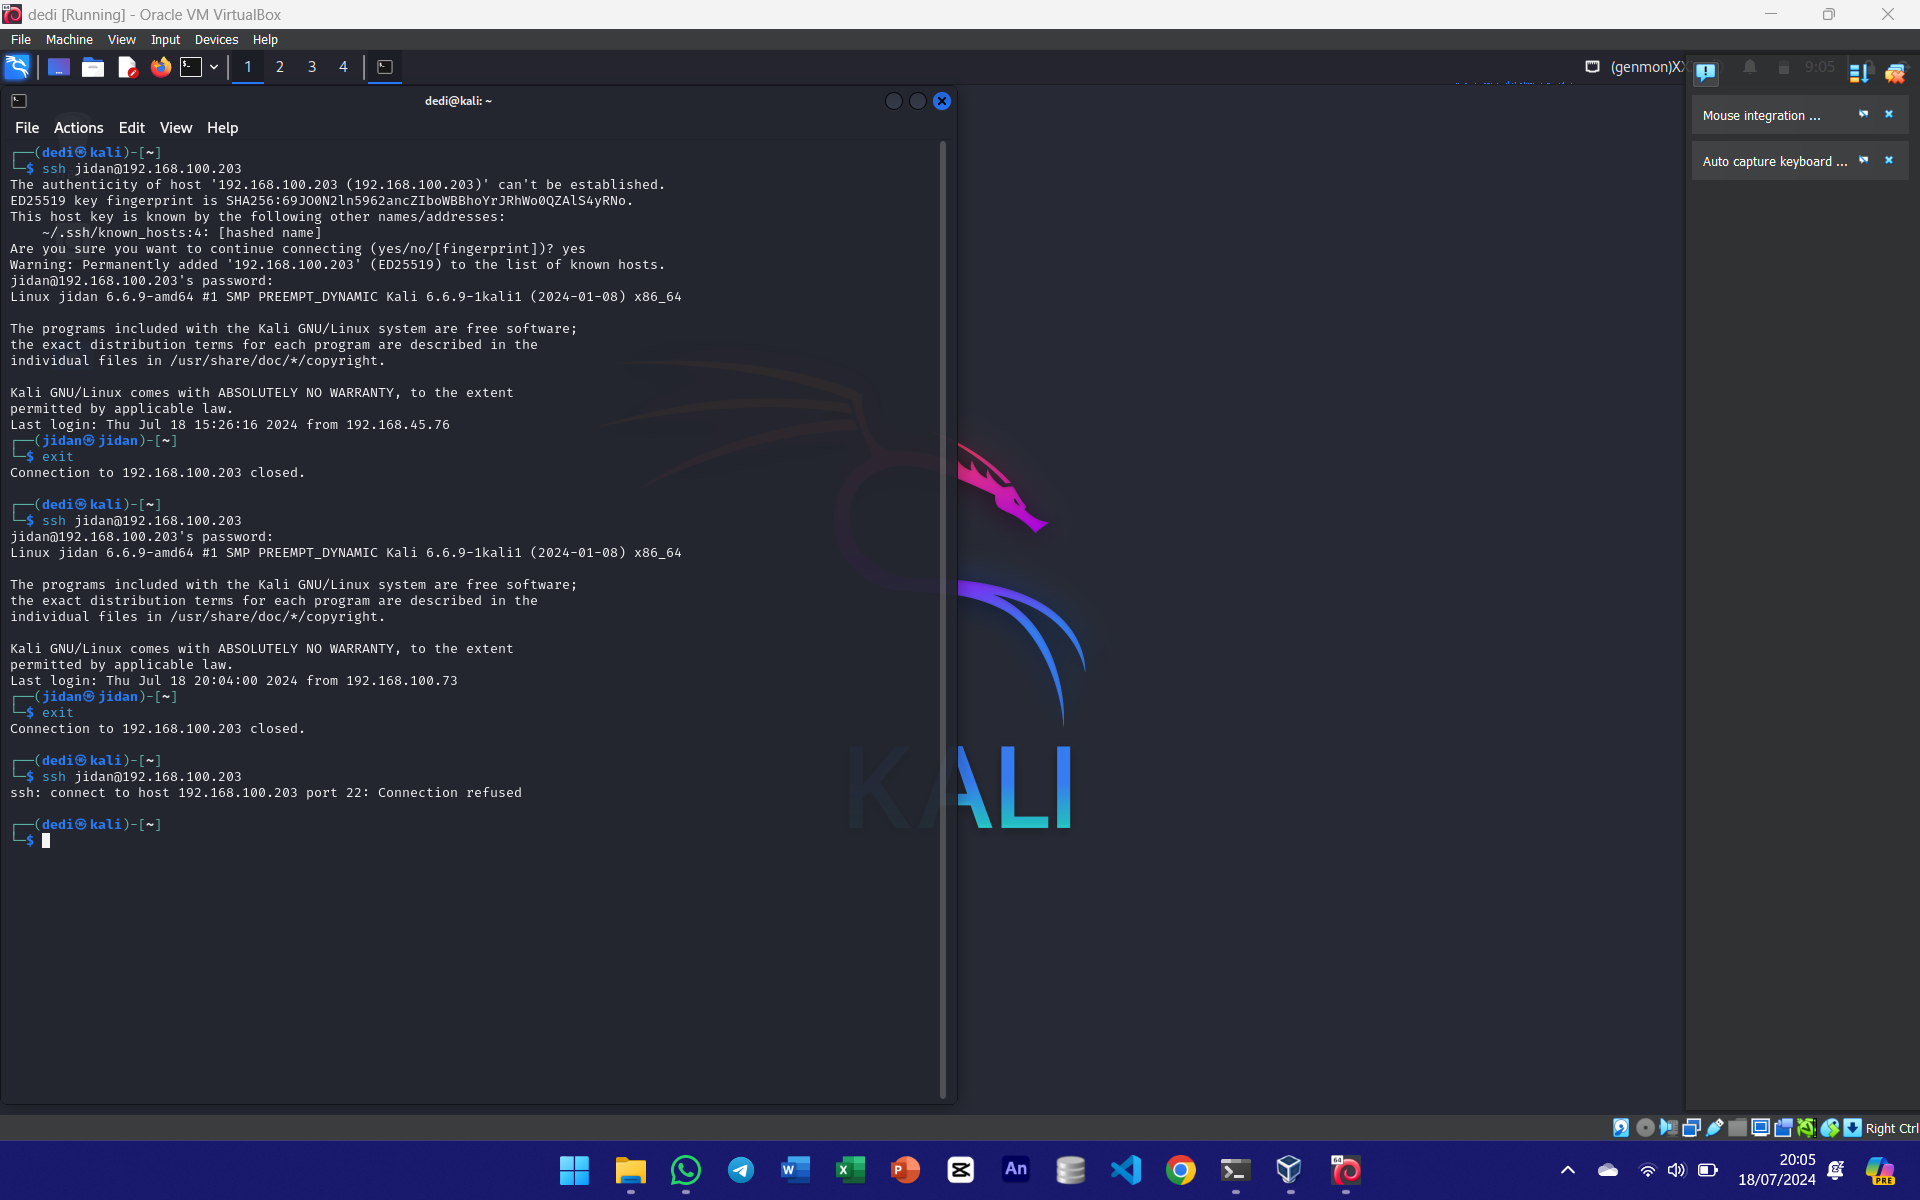 dedi [Running] - Oracle VM VirtualBox
File Machine View Input Devices Help
1 2 3 4
(genmon)XX
9:05
dedi@kali: ~
File Actions Edit View Help
Mouse integration ...
Auto capture keyboard ...
┌──(dedi㉿kali)-[~]
└─$ ssh jidan@192.168.100.203
The authenticity of host '192.168.100.203 (192.168.100.203)' can't be established.
ED25519 key fingerprint is SHA256:69JO0N2ln5962ancZIboWBBhoYrJRhWo0QZAlS4yRNo.
This host key is known by the following other names/addresses:
    ~/.ssh/known_hosts:4: [hashed name]
Are you sure you want to continue connecting (yes/no/[fingerprint])? yes
Warning: Permanently added '192.168.100.203' (ED25519) to the list of known hosts.
jidan@192.168.100.203's password:
Linux jidan 6.6.9-amd64 #1 SMP PREEMPT_DYNAMIC Kali 6.6.9-1kali1 (2024-01-08) x86_64
The programs included with the Kali GNU/Linux system are free software;
the exact distribution terms for each program are described in the
individual files in /usr/share/doc/*/copyright.
Kali GNU/Linux comes with ABSOLUTELY NO WARRANTY, to the extent
permitted by applicable law.
Last login: Thu Jul 18 15:26:16 2024 from 192.168.45.76
┌──(jidan㉿jidan)-[~]
└─$ exit
Connection to 192.168.100.203 closed.
┌──(dedi㉿kali)-[~]
└─$ ssh jidan@192.168.100.203
jidan@192.168.100.203's password:
Linux jidan 6.6.9-amd64 #1 SMP PREEMPT_DYNAMIC Kali 6.6.9-1kali1 (2024-01-08) x86_64
The programs included with the Kali GNU/Linux system are free software;
the exact distribution terms for each program are described in the
individual files in /usr/share/doc/*/copyright.
Kali GNU/Linux comes with ABSOLUTELY NO WARRANTY, to the extent
permitted by applicable law.
Last login: Thu Jul 18 20:04:00 2024 from 192.168.100.73
┌──(jidan㉿jidan)-[~]
└─$ exit
Connection to 192.168.100.203 closed.
┌──(dedi㉿kali)-[~]
└─$ ssh jidan@192.168.100.203
ssh: connect to host 192.168.100.203 port 22: Connection refused
┌──(dedi㉿kali)-[~]
└─$
KALI
Right Ctrl
20:05
18/07/2024